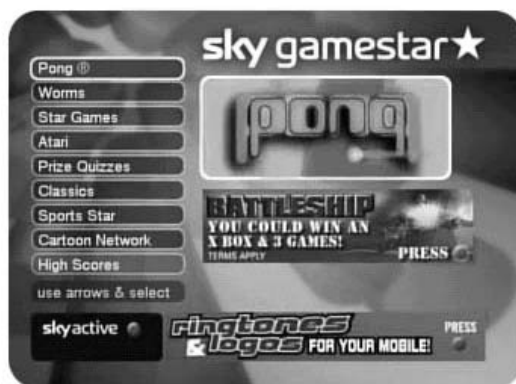 sky gamestar★
Pong ®
Worms
Star Games
Atari
Prize Quizzes
Classics
Sports Star
Cartoon Network
High Scores
use arrows & select
pong
BATTLESHIP
YOU COULD WIN AN
X BOX & 3 GAMES!
TERMS APPLY
PRESS
skyactive
ringtones
& logos FOR YOUR MOBILE!
PRESS